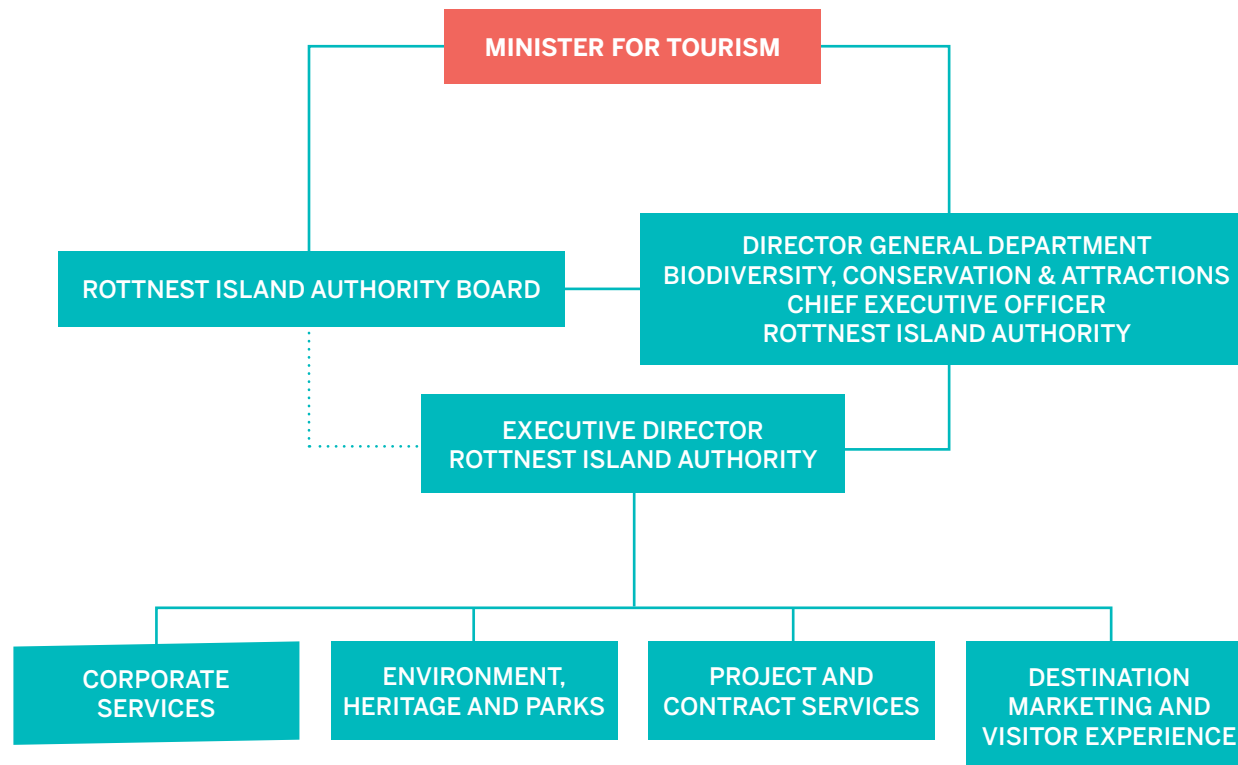 MINISTER FOR TOURISM
ROTTNEST ISLAND AUTHORITY BOARD
DIRECTOR GENERAL DEPARTMENT
BIODIVERSITY, CONSERVATION & ATTRACTIONS
CHIEF EXECUTIVE OFFICER
ROTTNEST ISLAND AUTHORITY
EXECUTIVE DIRECTOR
ROTTNEST ISLAND AUTHORITY
CORPORATE
SERVICES
ENVIRONMENT,
HERITAGE AND PARKS
PROJECT AND
CONTRACT SERVICES
DESTINATION
MARKETING AND
VISITOR EXPERIENCE